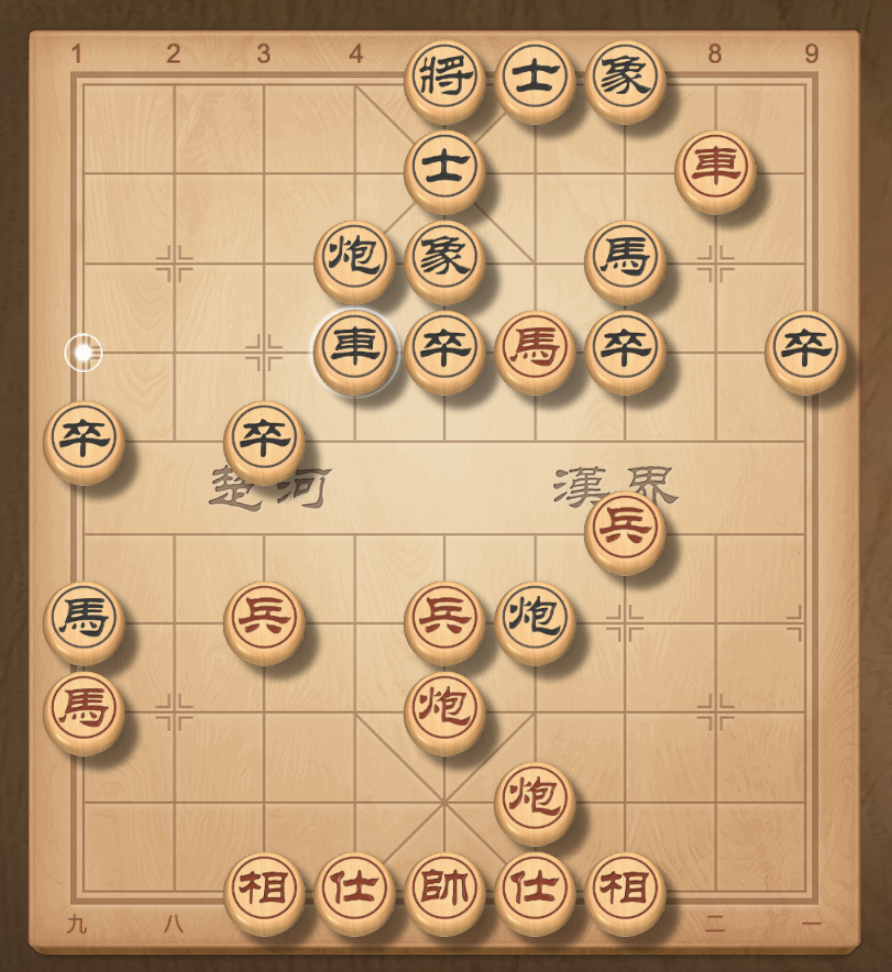 1 2 3 4 8 9
將 士 象
士 車
炮 象 馬
車 卒 馬 卒 卒
卒 卒
楚河 漢界
兵
馬 兵 兵 炮
馬 炮
炮
相 仕 帥 仕 相
九 八 二 一